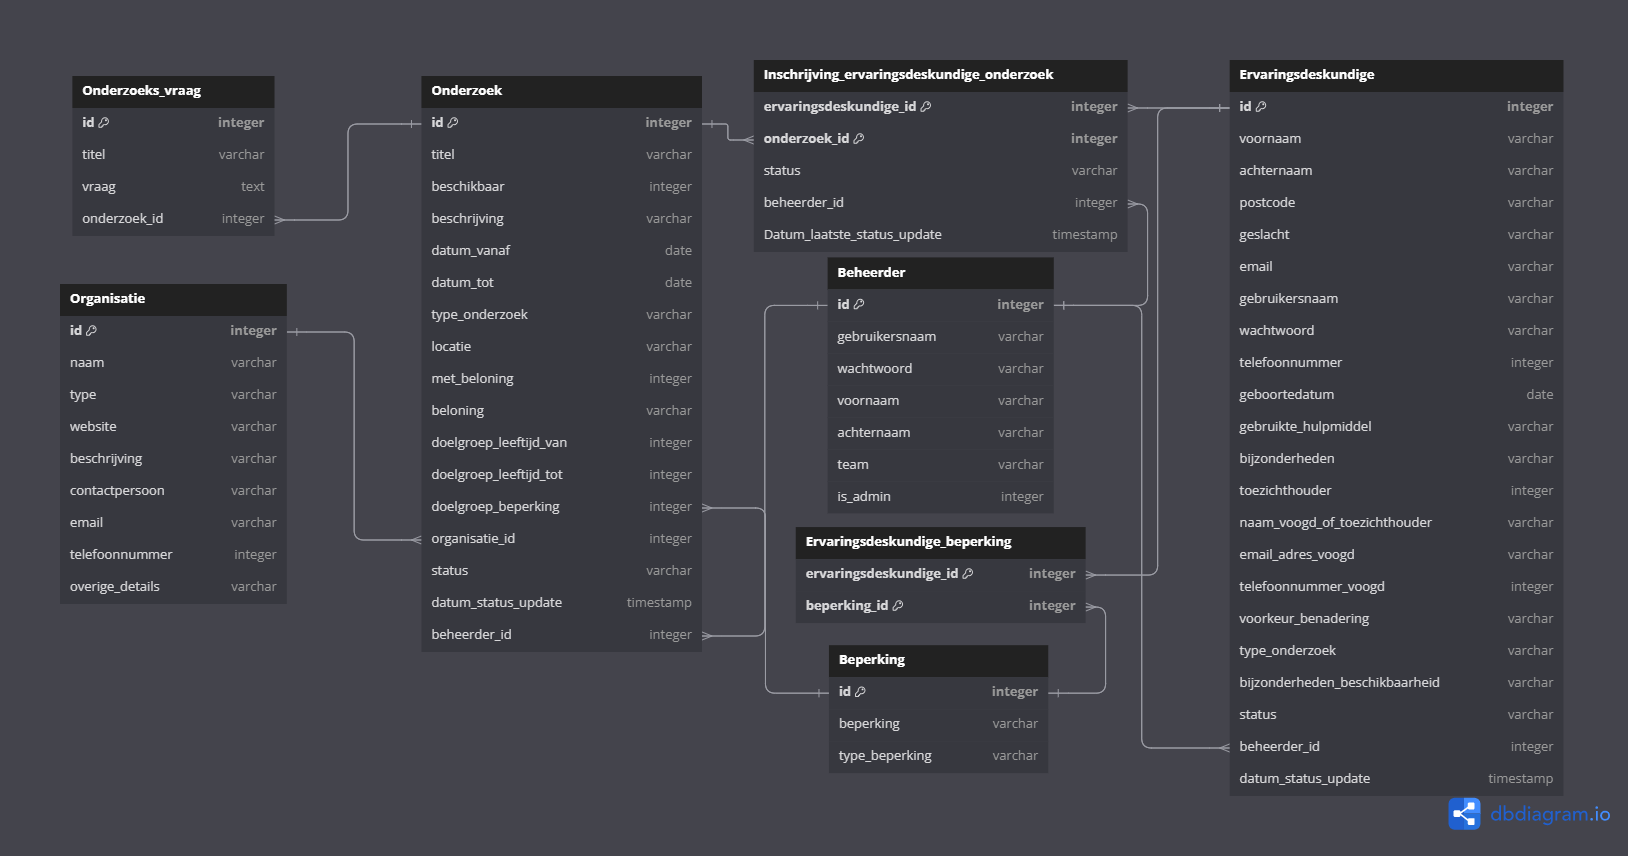 Onderzoeks_vraag
id integer
titel varchar
vraag text
onderzoek_id integer
Organisatie
id integer
naam varchar
type varchar
website varchar
beschrijving varchar
contactpersoon varchar
email varchar
telefoonnummer integer
overige_details varchar
Onderzoek
id integer
titel varchar
beschikbaar integer
beschrijving varchar
datum_vanaf date
datum_tot date
type_onderzoek varchar
locatie varchar
met_beloning integer
beloning varchar
doelgroep_leeftijd_van integer
doelgroep_leeftijd_tot integer
doelgroep_beperking integer
organisatie_id integer
status varchar
datum_status_update timestamp
beheerder_id integer
Inschrijving_ervaringsdeskundige_onderzoek
ervaringsdeskundige_id integer
onderzoek_id integer
status varchar
beheerder_id integer
Datum_laatste_status_update timestamp
Beheerder
id integer
gebruikersnaam varchar
wachtwoord varchar
voornaam varchar
achternaam varchar
team varchar
is_admin integer
Ervaringsdeskundige_beperking
ervaringsdeskundige_id integer
beperking_id integer
Beperking
id integer
beperking varchar
type_beperking varchar
Ervaringsdeskundige
id integer
voornaam varchar
achternaam varchar
postcode varchar
geslacht varchar
email varchar
gebruikersnaam varchar
wachtwoord varchar
telefoonnummer integer
geboortedatum date
gebruikte_hulpmiddel varchar
bijzonderheden varchar
toezichthouder integer
naam_voogd_of_toezichthouder varchar
email_adres_voogd varchar
telefoonnummer_voogd integer
voorkeur_benadering varchar
type_onderzoek varchar
bijzonderheden_beschikbaarheid varchar
status varchar
beheerder_id integer
datum_status_update timestamp
dbdiagram.io